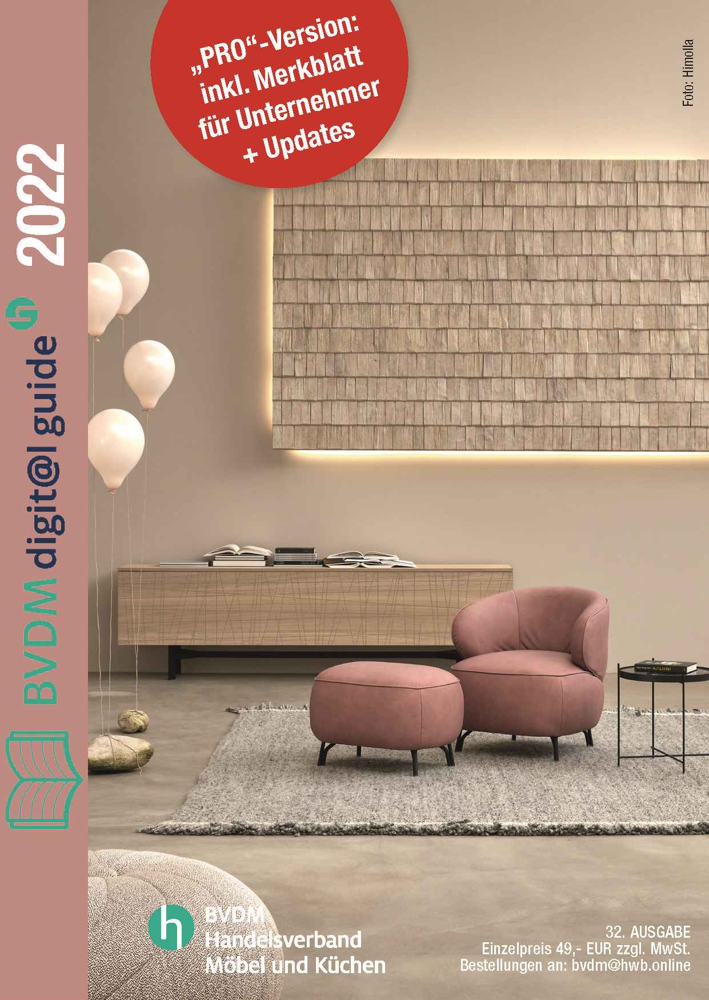 „PRO“-Version:
inkl. Merkblatt
für Unternehmer
+ Updates
Foto: Himolla
BVDM digit@l guide 2022
h
h
BVDM
Handelsverband
Möbel und Küchen
32. AUSGABE
Einzelpreis 49,- EUR zzgl. MwSt.
Bestellungen an: bvdm@hwb.online